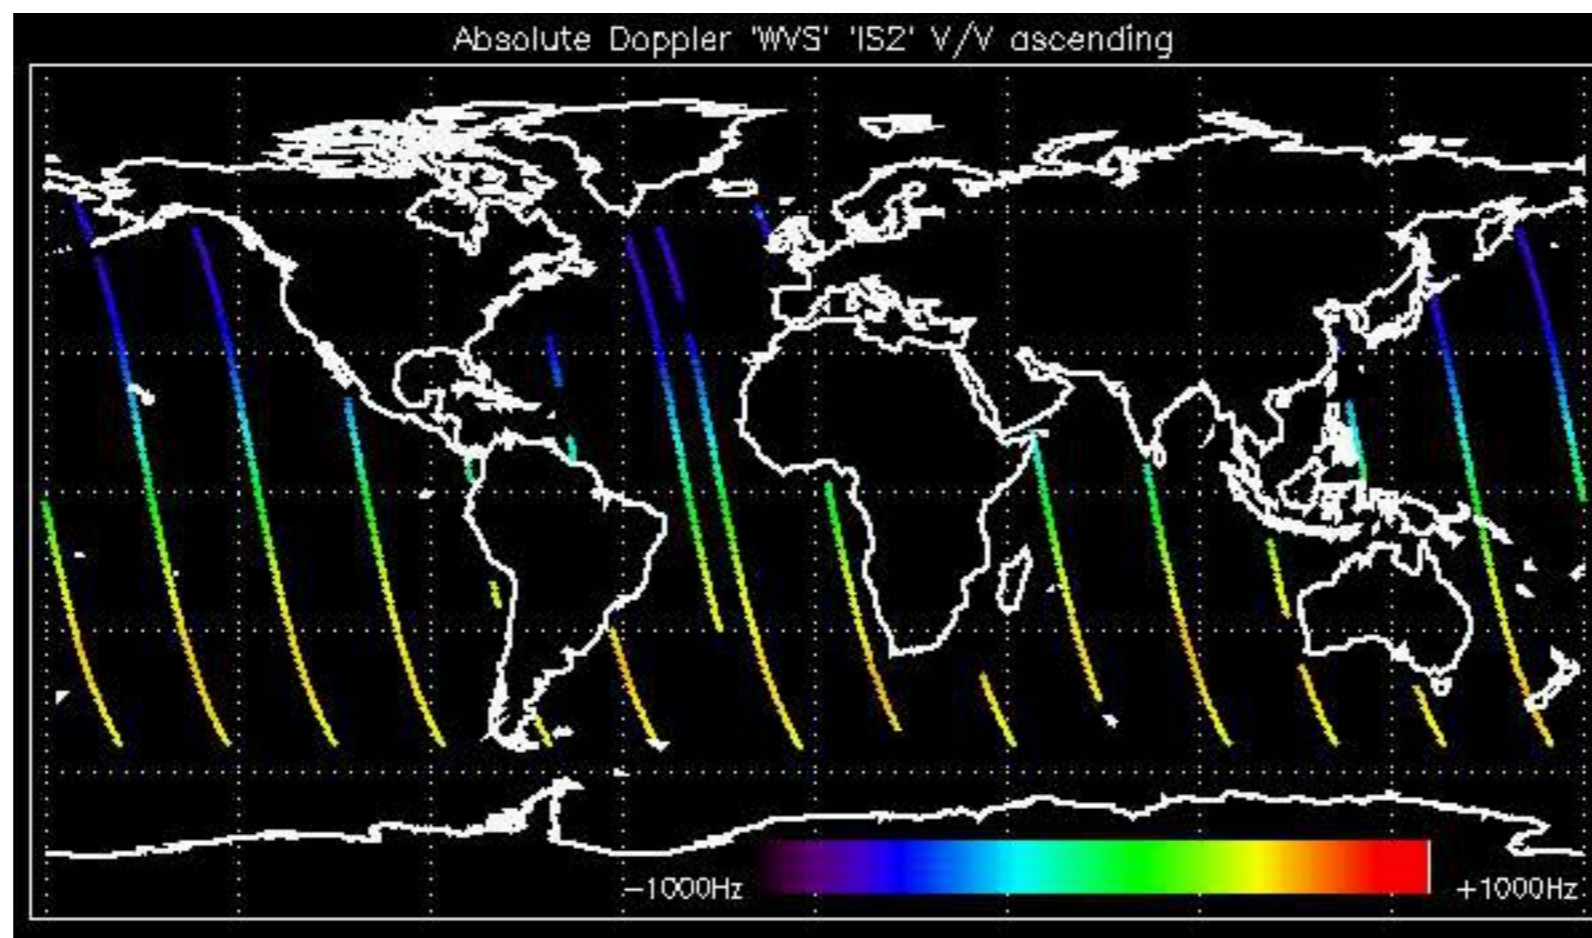 Absolute Doppler 'WVS' 'IS2' V/V ascending
−1000Hz +1000Hz